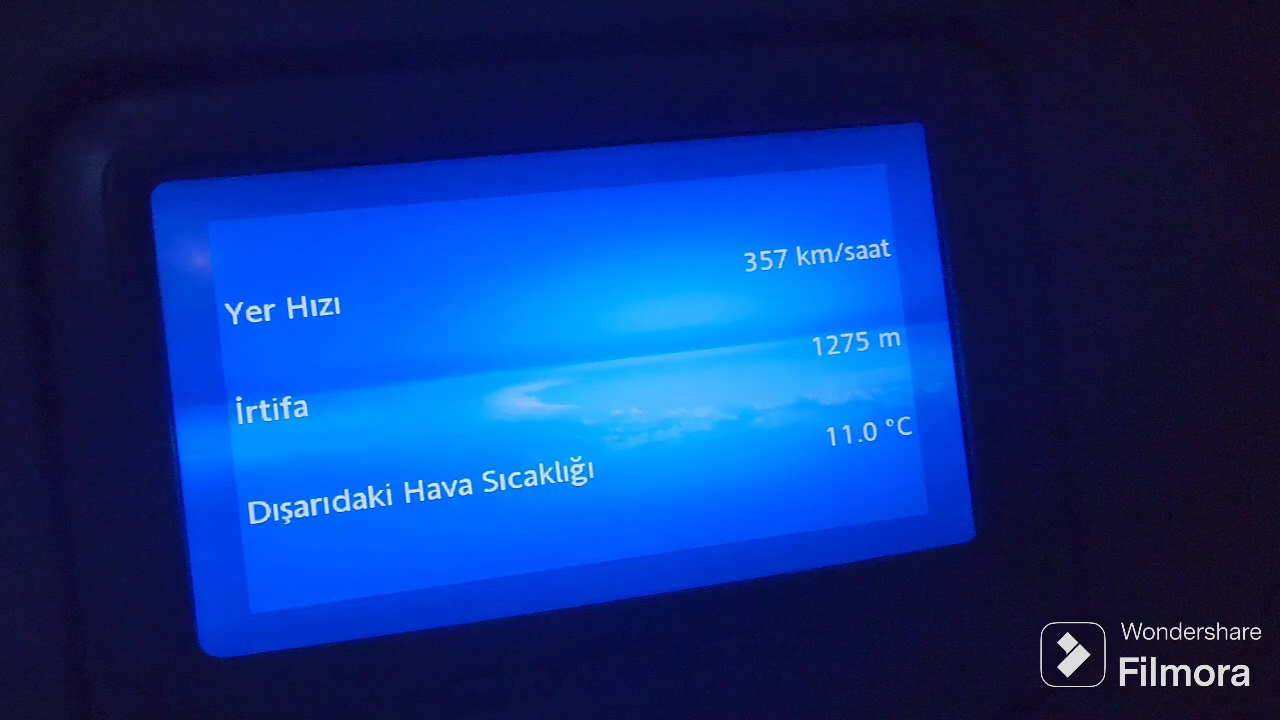 Yer Hızı 357 km/saat
İrtifa 1275 m
Dışarıdaki Hava Sıcaklığı 11.0 °C
Wondershare
Filmora